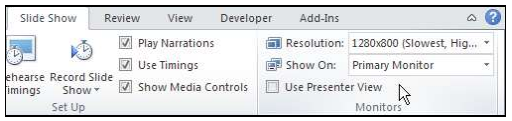 Slide Show Review View Developer Add-Ins
Play Narrations Resolution: 1280x800 (Slowest, Hig...
Use Timings Show On: Primary Monitor
ehearse Record Slide Show Media Controls Use Presenter View
imings Show
Set Up Monitors